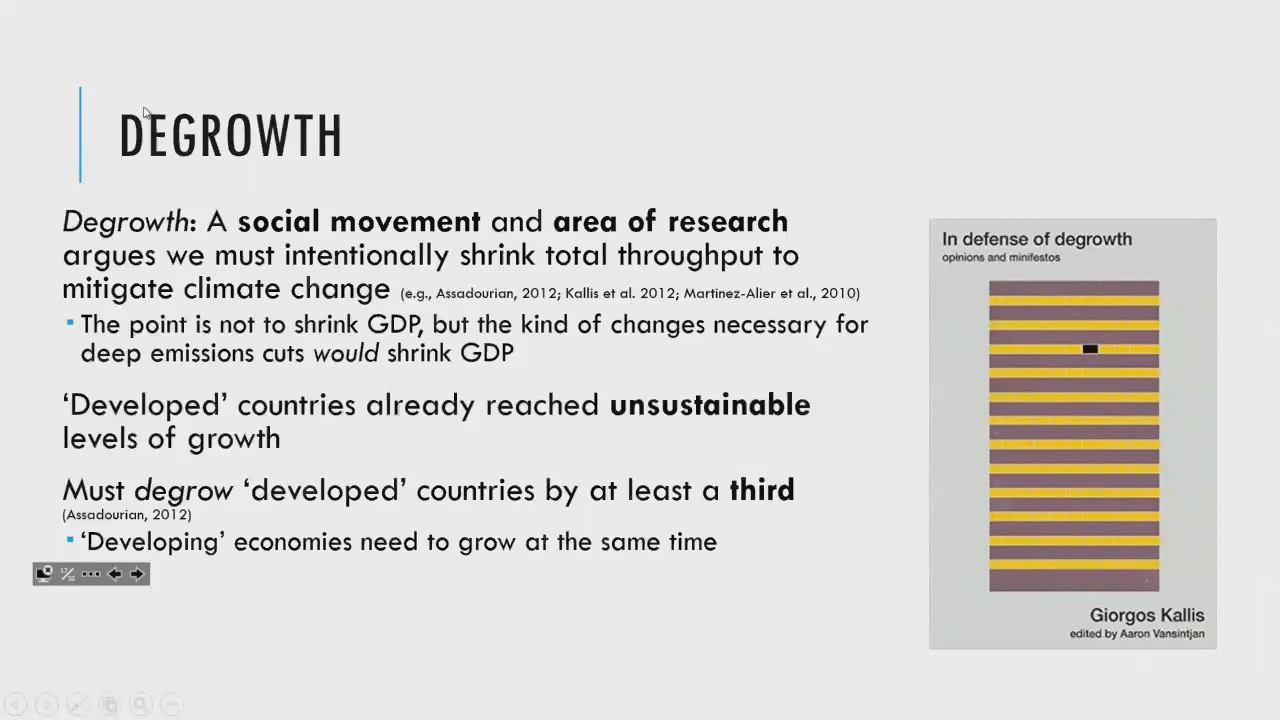 DEGROWTH
Degrowth: A social movement and area of research
argues we must intentionally shrink total throughput to
mitigate climate change (e.g., Assadourian, 2012; Kallis et al. 2012; Martinez-Alier et al., 2010)
The point is not to shrink GDP, but the kind of changes necessary for
deep emissions cuts would shrink GDP
‘Developed’ countries already reached unsustainable
levels of growth
Must degrow ‘developed’ countries by at least a third
(Assadourian, 2012)
‘Developing’ economies need to grow at the same time
17/32
In defense of degrowth
opinions and minifestos
Giorgos Kallis
edited by Aaron Vansintjan